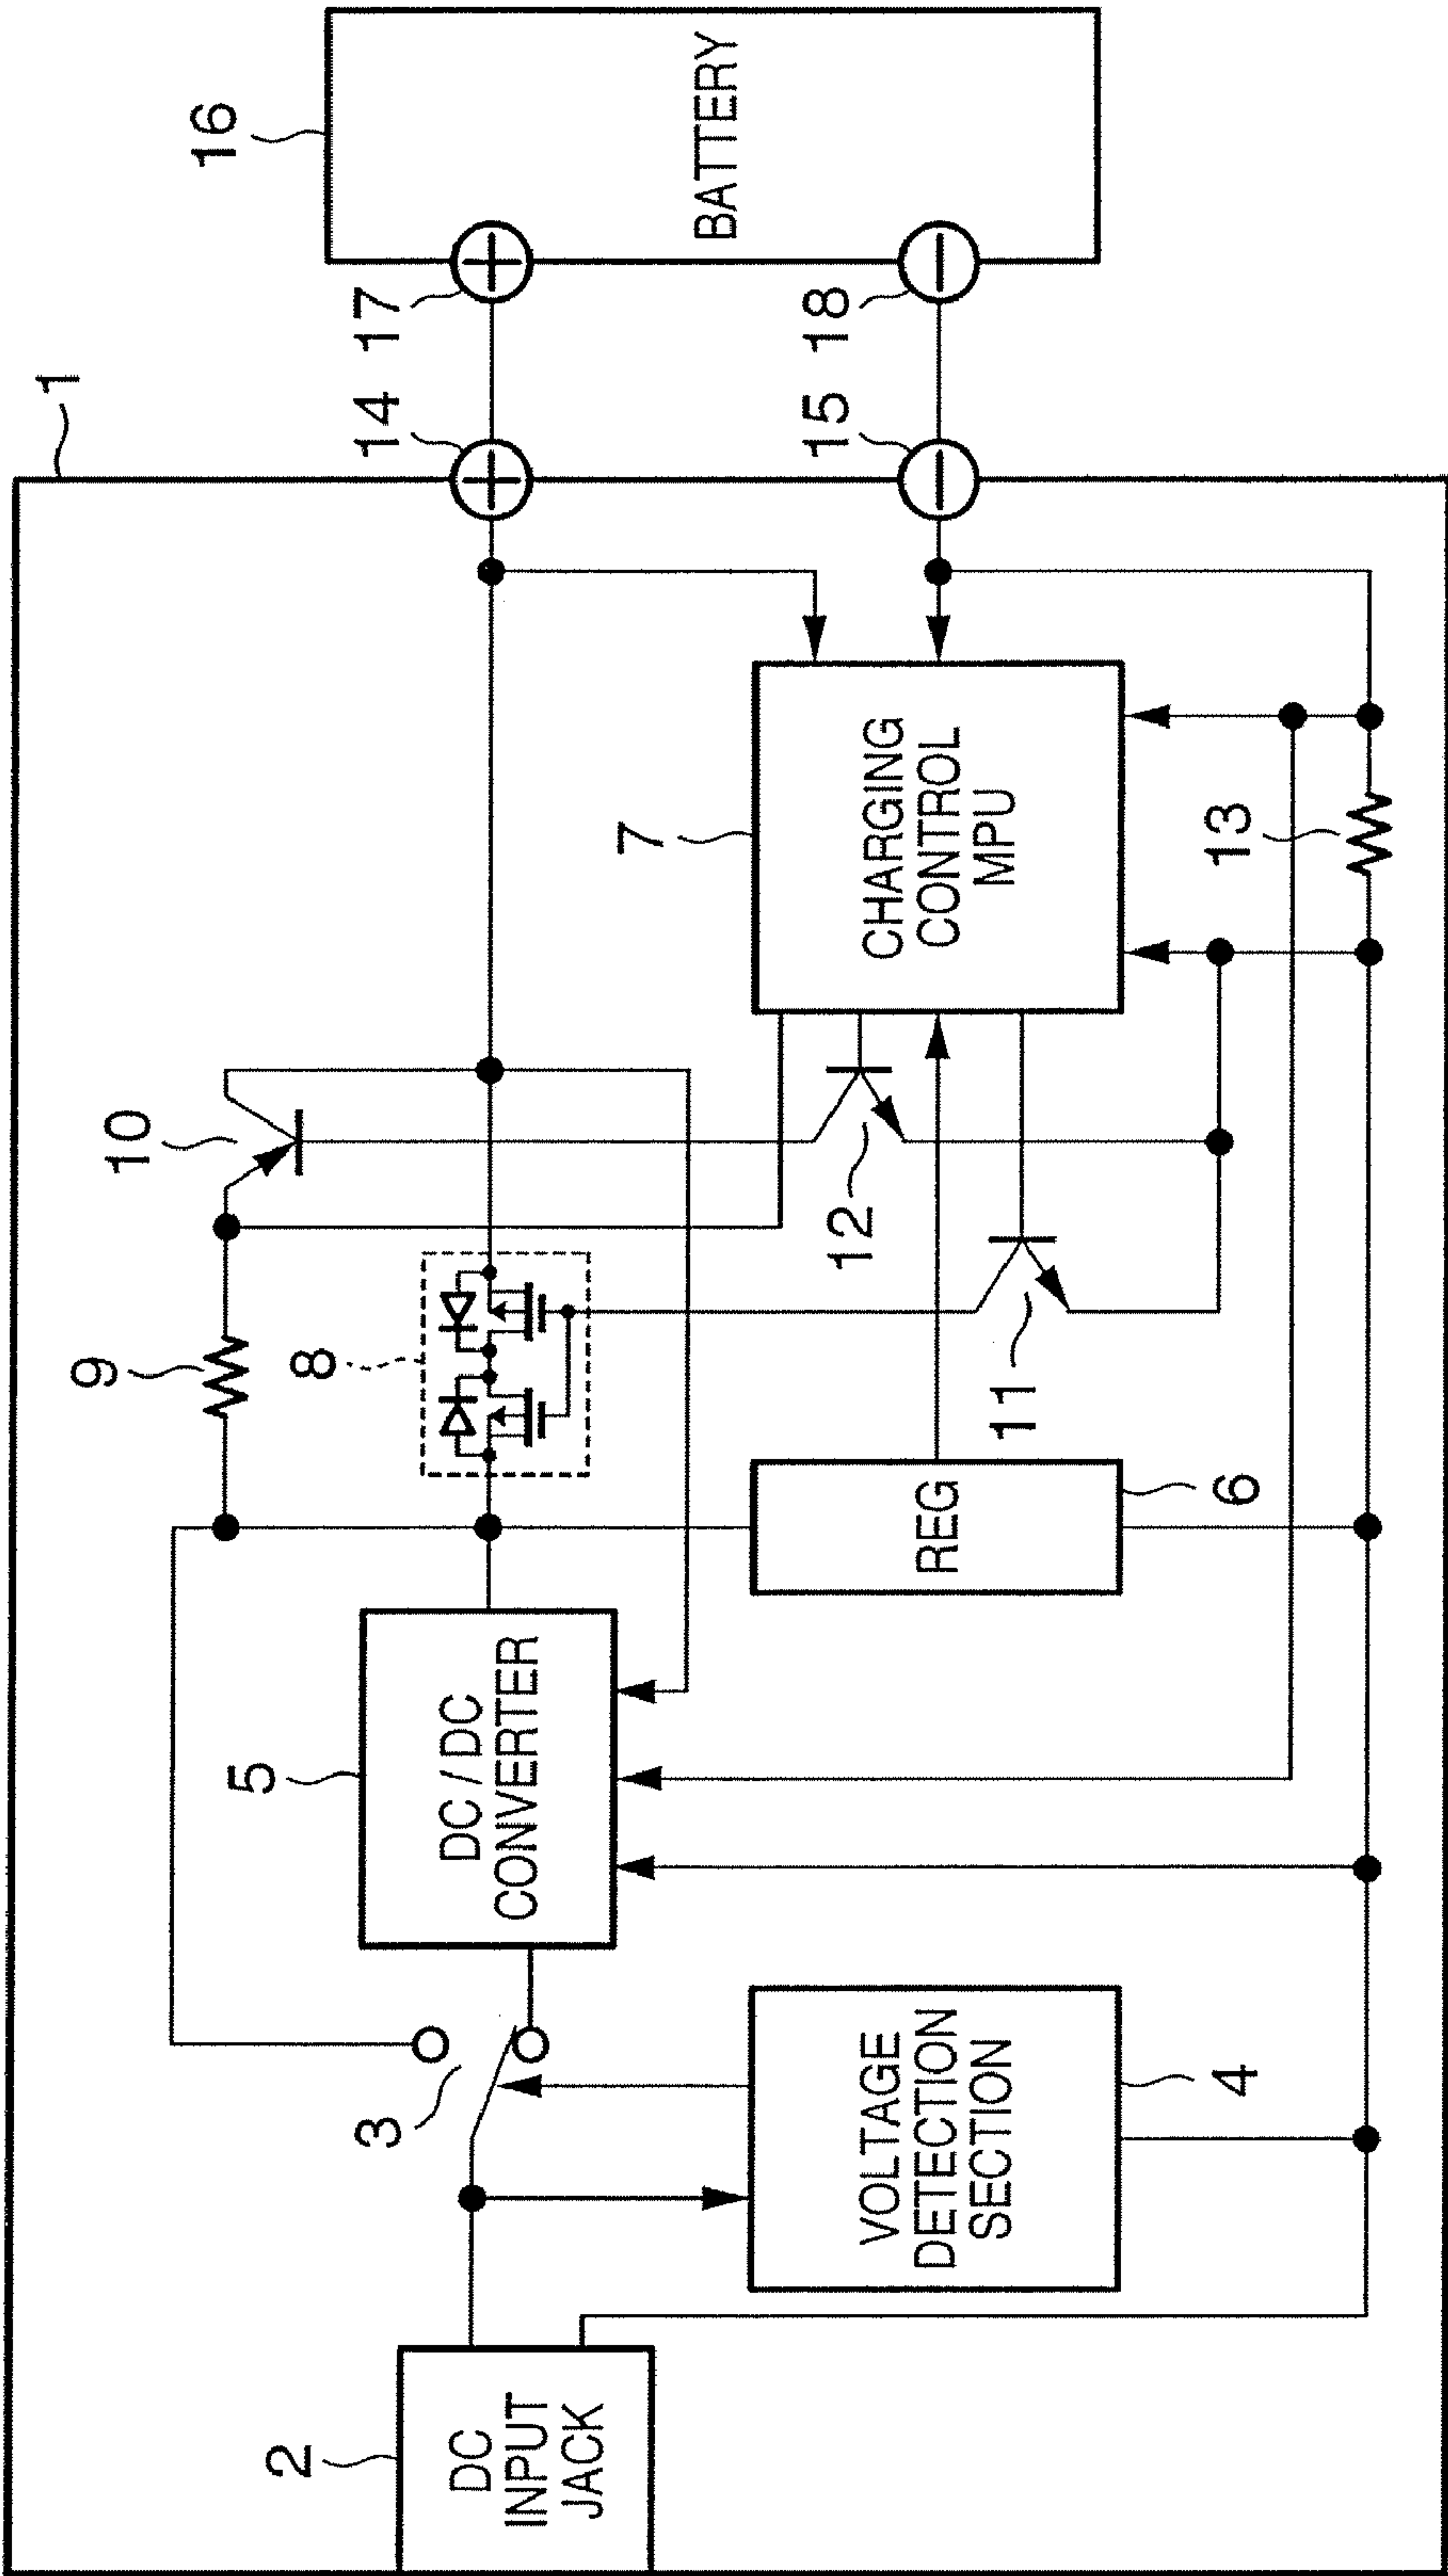 1
2
DC
INPUT
JACK
3
4
VOLTAGE
DETECTION
SECTION
5
DC / DC
CONVERTER
6
REG
7
CHARGING
CONTROL
MPU
8
9
10
11
12
13
14
15
16
BATTERY
17
18